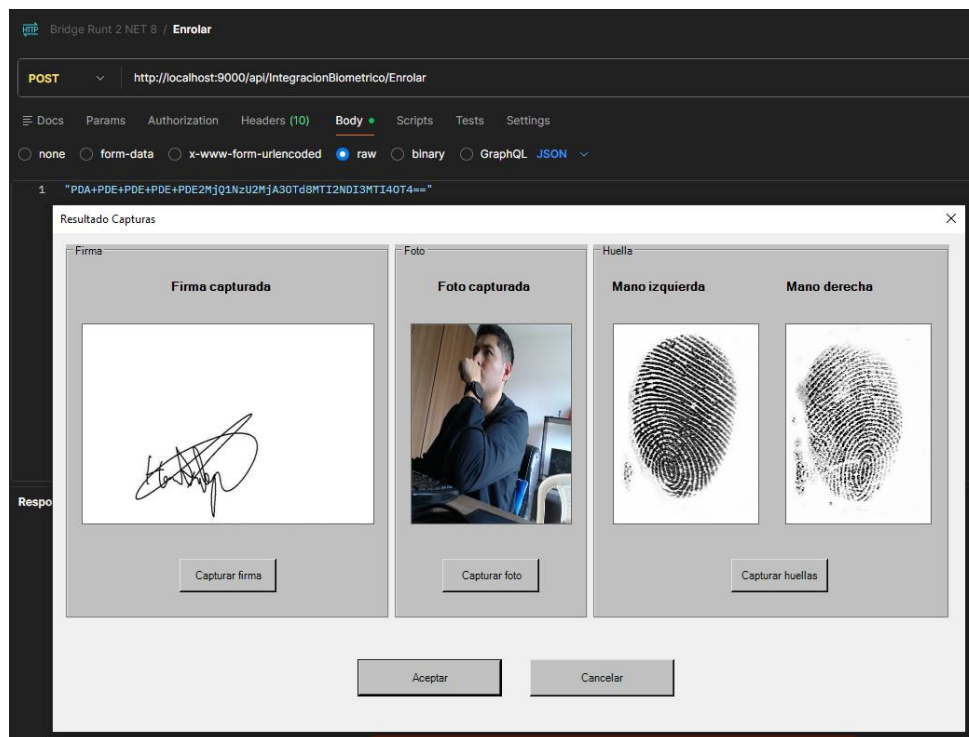 HTTP Bridge Runt 2 NET 8 / Enrolar
POST http://localhost:9000/api/IntegracionBiometrico/Enrolar
Docs Params Authorization Headers (10) Body Scripts Tests Settings
none form-data x-www-form-urlencoded raw binary GraphQL JSON
1 "PDA+PDE+PDE+PDE+PDE2MjQ1NzU2MjA3OTd8MTI2NDI3MTI4OT4=="
Resultado Capturas
Firma Foto Huella
Firma capturada Foto capturada Mano izquierda Mano derecha
Respo
Capturar firma Capturar foto Capturar huellas
Aceptar Cancelar